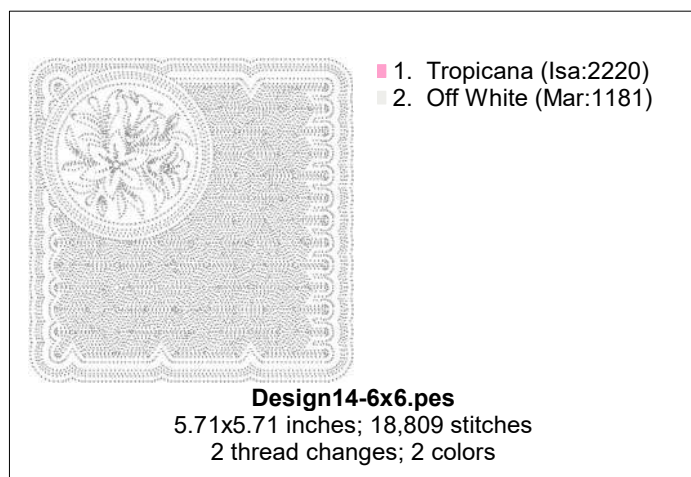 1. Tropicana (Isa:2220)
2. Off White (Mar:1181)
Design14-6x6.pes
5.71x5.71 inches; 18,809 stitches
2 thread changes; 2 colors